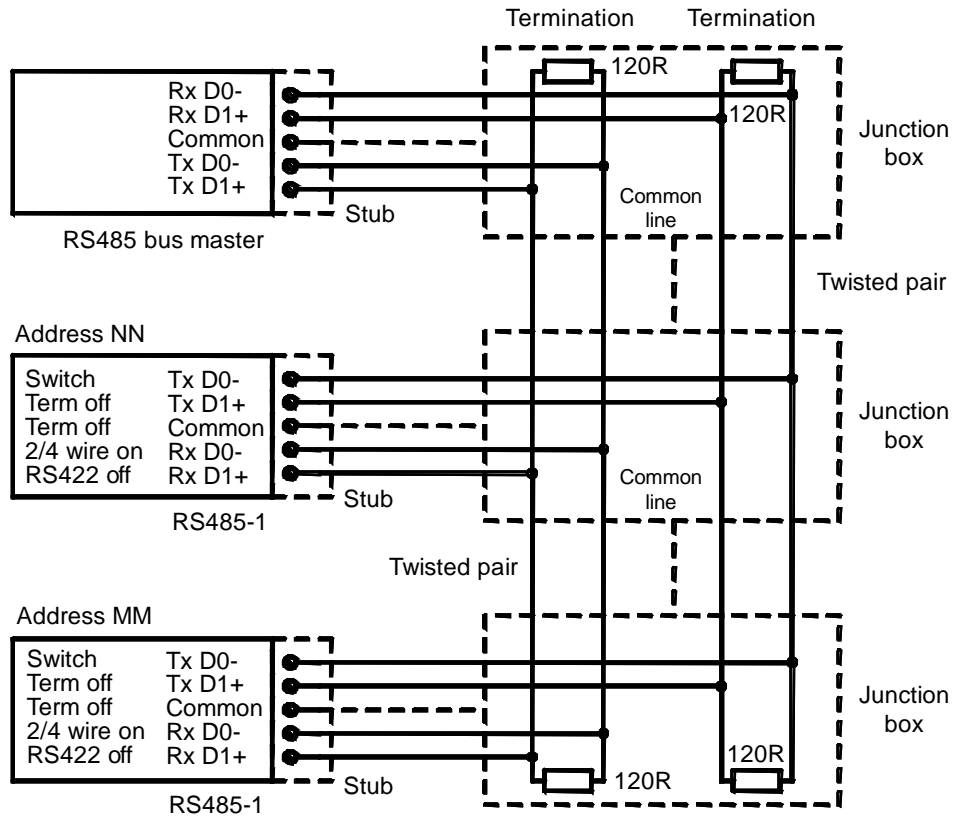 Termination Termination
120R
Rx D0-
Rx D1+
120R
Common
Junction
box
Tx D0-
Tx D1+
Common
line
Stub
RS485 bus master
Twisted pair
Address NN
Switch Tx D0-
Term off Tx D1+
Term off Common
Junction
box
2/4 wire on Rx D0-
RS422 off Rx D1+
Common
line
Stub
RS485-1
Twisted pair
Address MM
Switch Tx D0-
Term off Tx D1+
Term off Common
Junction
box
2/4 wire on Rx D0-
RS422 off Rx D1+
120R
120R
Stub
RS485-1